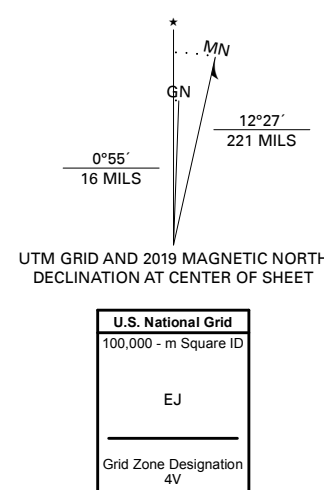 ★
MN
GN
12°27´
221 MILS
0°55´
16 MILS
UTM GRID AND 2019 MAGNETIC NORTH
DECLINATION AT CENTER OF SHEET
U.S. National Grid
100,000 - m Square ID
EJ
Grid Zone Designation
4V